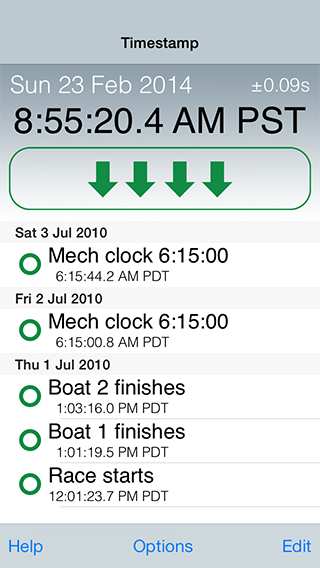 Timestamp
Sun 23 Feb 2014 ±0.09s
8:55:20.4 AM PST
Sat 3 Jul 2010
Mech clock 6:15:00
6:15:44.2 AM PDT
Fri 2 Jul 2010
Mech clock 6:15:00
6:15:00.8 AM PDT
Thu 1 Jul 2010
Boat 2 finishes
1:03:16.0 PM PDT
Boat 1 finishes
1:01:19.5 PM PDT
Race starts
12:01:23.7 PM PDT
Help Options Edit